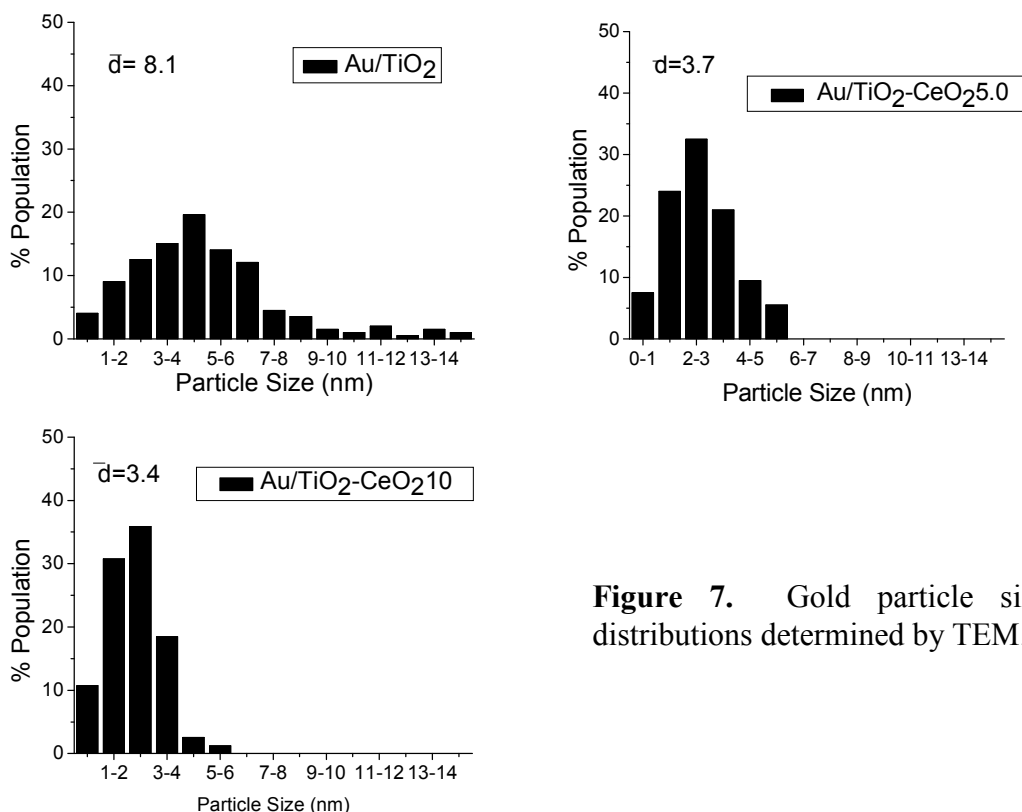 50
40
30
20
10
0
% Population
d̅= 8.1
Au/TiO2
1-2 3-4 5-6 7-8 9-10 11-12 13-14
Particle Size (nm)
50
40
30
20
10
0
% Population
d̅=3.7
Au/TiO2-CeO25.0
0-1 2-3 4-5 6-7 8-9 10-11 13-14
Particle Size (nm)
50
40
30
20
10
0
% Population
d̅=3.4
Au/TiO2-CeO210
1-2 3-4 5-6 7-8 9-10 11-12 13-14
Particle Size (nm)
Figure 7. Gold particle si
distributions determined by TEM